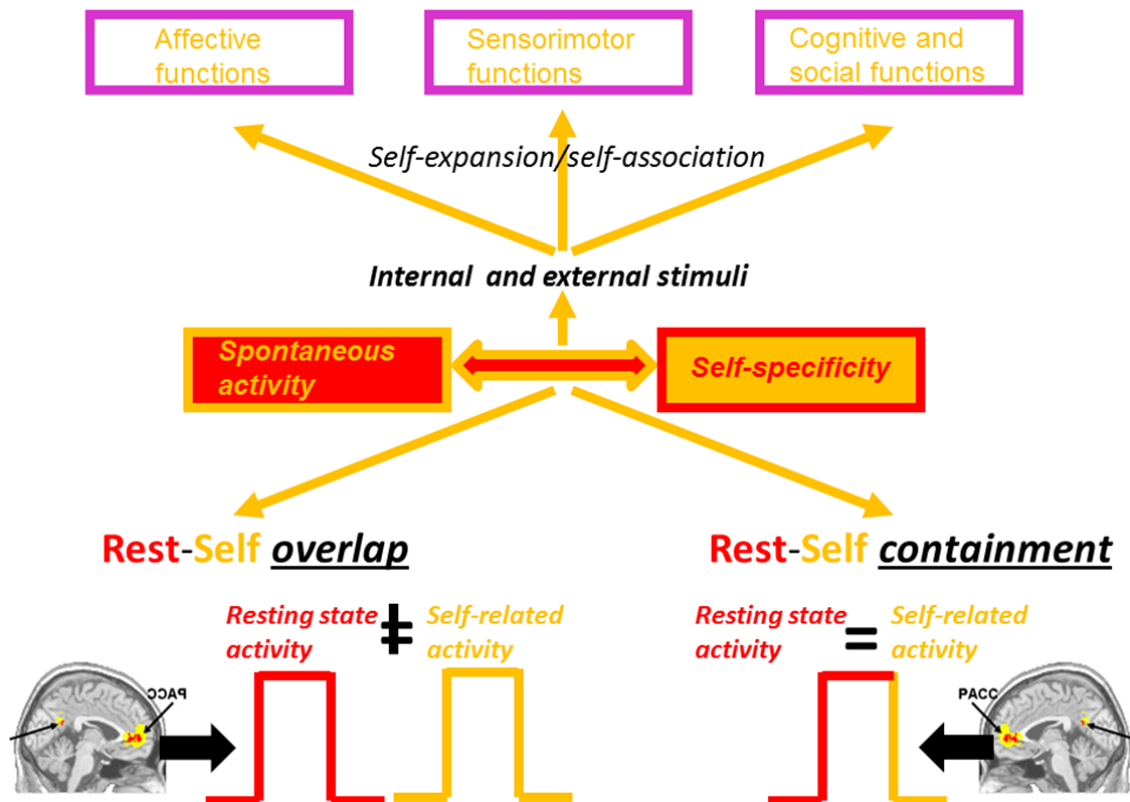 Affective
functions
Sensorimotor
functions
Cognitive and
social functions
Self-expansion/self-association
Internal and external stimuli
Spontaneous
activity
Self-specificity
Rest-Self overlap
Rest-Self containment
Resting state
activity
≠
Self-related
activity
Resting state
activity
=
Self-related
activity
PACC
PACC